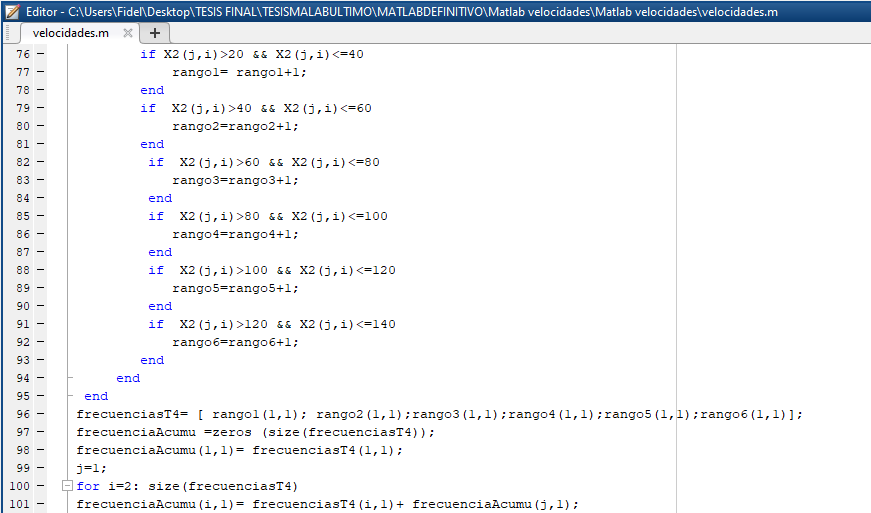 Editor - C:\Users\Fidel\Desktop\TESIS FINAL\TESISMALABULTIMO\MATLABDEFINITIVO\Matlab velocidades\Matlab velocidades\velocidades.m
velocidades.m
76 – if X2(j,i)>20 && X2(j,i)<=40
77 – rango1= rango1+1;
78 – end
79 – if X2(j,i)>40 && X2(j,i)<=60
80 – rango2=rango2+1;
81 – end
82 – if X2(j,i)>60 && X2(j,i)<=80
83 – rango3=rango3+1;
84 – end
85 – if X2(j,i)>80 && X2(j,i)<=100
86 – rango4=rango4+1;
87 – end
88 – if X2(j,i)>100 && X2(j,i)<=120
89 – rango5=rango5+1;
90 – end
91 – if X2(j,i)>120 && X2(j,i)<=140
92 – rango6=rango6+1;
93 – end
94 – end
95 – end
96 – frecuenciasT4= [ rango1(1,1); rango2(1,1);rango3(1,1);rango4(1,1);rango5(1,1);rango6(1,1)];
97 – frecuenciaAcumu =zeros (size(frecuenciasT4));
98 – frecuenciaAcumu(1,1)= frecuenciasT4(1,1);
99 – j=1;
100 – for i=2: size(frecuenciasT4)
101 – frecuenciaAcumu(i,1)= frecuenciasT4(i,1)+ frecuenciaAcumu(j,1);